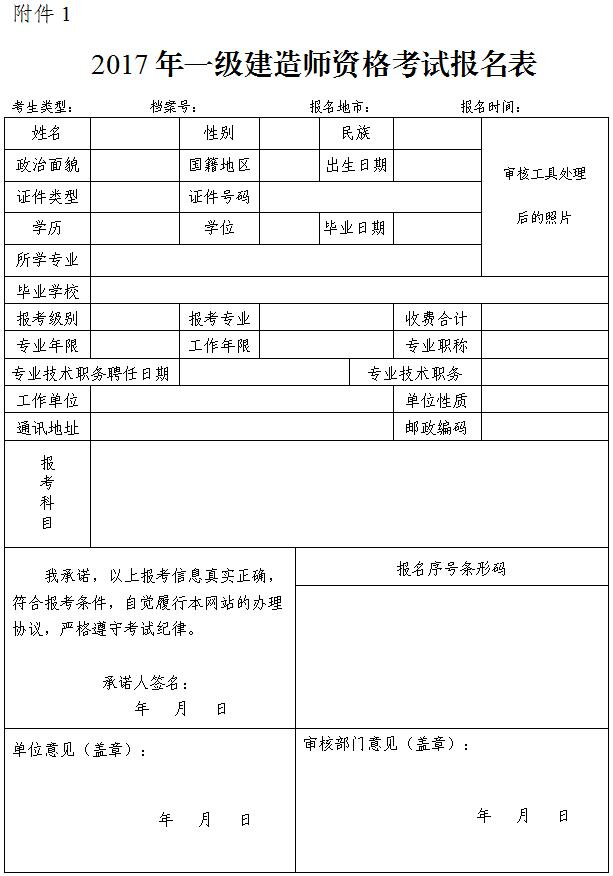 附件 1
2017 年一级建造师资格考试报名表
考生类型: 档案号: 报名地市: 报名时间:
姓名 性别 民族
政治面貌 国籍地区 出生日期
审核工具处理
后的照片
证件类型 证件号码
学历 学位 毕业日期
所学专业
毕业学校
报考级别 报考专业 收费合计
专业年限 工作年限 专业职称
专业技术职务聘任日期 专业技术职务
工作单位 单位性质
通讯地址 邮政编码
报
考
科
目
我承诺，以上报考信息真实正确，
符合报考条件，自觉履行本网站的办理
协议，严格遵守考试纪律。
承诺人签名:
年 月 日
报名序号条形码
单位意见（盖章）:
年 月 日
审核部门意见（盖章）:
年 月 日